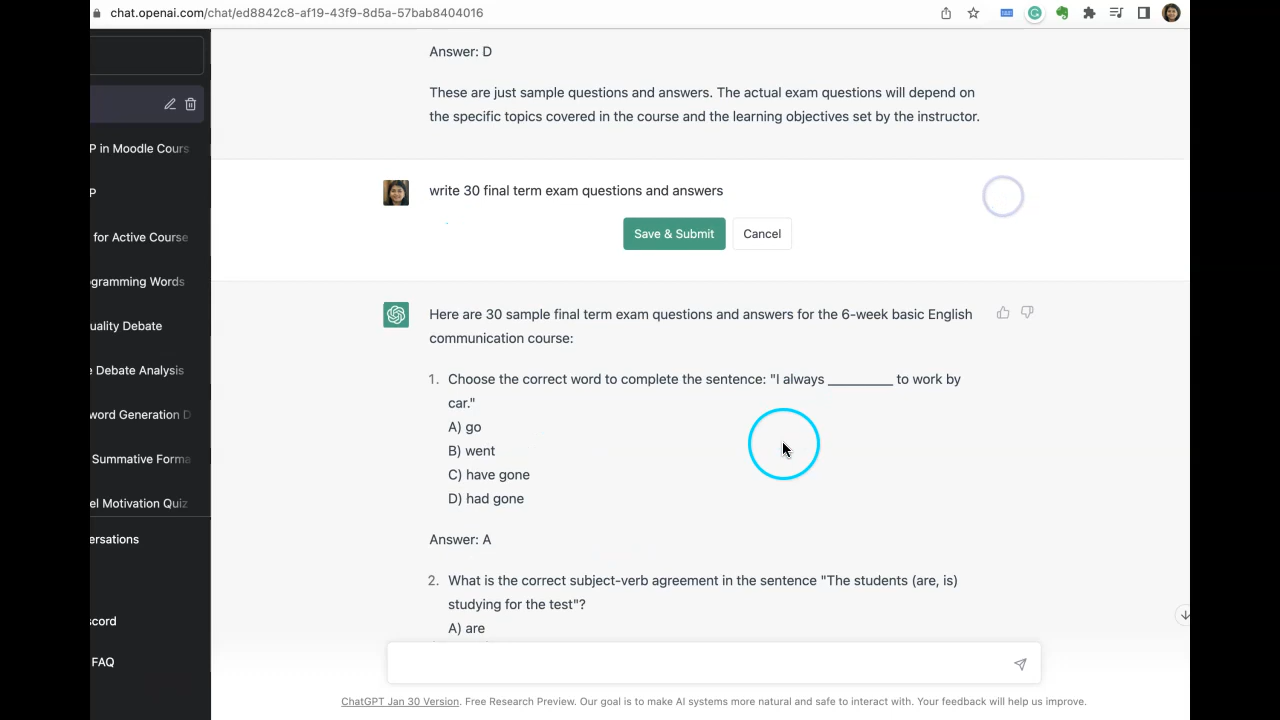 chat.openai.com/chat/ed8842c8-af19-43f9-8d5a-57bab8404016
P in Moodle Cours
P
for Active Course
gramming Words
uality Debate
e Debate Analysis
word Generation D
Summative Forma
el Motivation Quiz
ersations
scord
FAQ
Answer: D
These are just sample questions and answers. The actual exam questions will depend on
the specific topics covered in the course and the learning objectives set by the instructor.
write 30 final term exam questions and answers
Save & Submit
Cancel
Here are 30 sample final term exam questions and answers for the 6-week basic English
communication course:
1. Choose the correct word to complete the sentence: "I always __________ to work by
car."
A) go
B) went
C) have gone
D) had gone
Answer: A
2. What is the correct subject-verb agreement in the sentence "The students (are, is)
studying for the test"?
A) are
ChatGPT Jan 30 Version. Free Research Preview. Our goal is to make AI systems more natural and safe to interact with. Your feedback will help us improve.